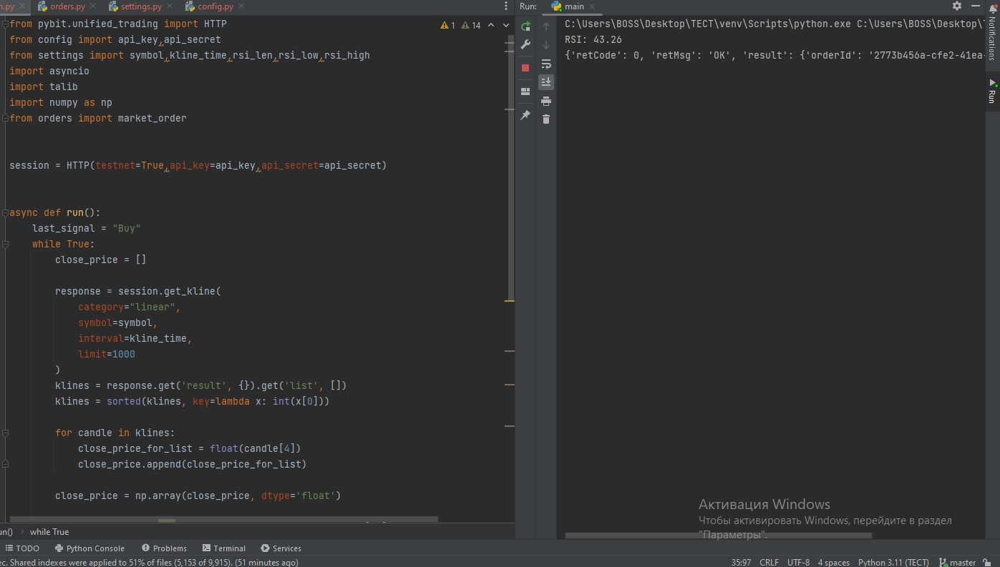 n.py orders.py settings.py config.py
Run: main
from pybit.unified_trading import HTTP
1 14
from config import api_key,api_secret
from settings import symbol,kline_time,rsi_len,rsi_low,rsi_high
import asyncio
import talib
import numpy as np
from orders import market_order
session = HTTP(testnet=True,api_key=api_key,api_secret=api_secret)
async def run():
last_signal = "Buy"
while True:
close_price = []
response = session.get_kline(
category="linear",
symbol=symbol,
interval=kline_time,
limit=1000
)
klines = response.get('result', {}).get('list', [])
klines = sorted(klines, key=lambda x: int(x[0]))
for candle in klines:
close_price_for_list = float(candle[4])
close_price.append(close_price_for_list)
close_price = np.array(close_price, dtype='float')
C:\Users\BOSS\Desktop\TECT\venv\Scripts\python.exe C:\Users\BOSS\Desktop\
RSI: 43.26
{'retCode': 0, 'retMsg': 'OK', 'result': {'orderId': '2773b456a-cfe2-41ea-
Notifications
Run
Активация Windows
Чтобы активировать Windows, перейдите в раздел
"Параметры".
un() while True
TODO Python Console Problems Terminal Services
ec. Shared indexes were applied to 51% of files (5,153 of 9,915). (51 minutes ago)
35:97 CRLF UTF-8 4 spaces Python 3.11 (TECT) master